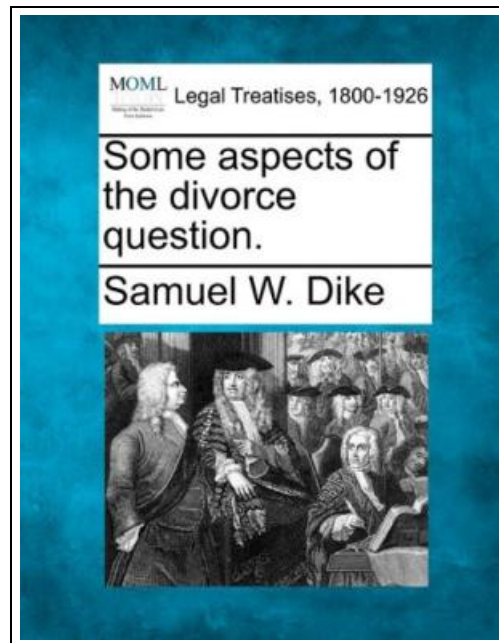 MOML
Legal Treatises, 1800-1926
Some aspects of
the divorce
question.
Samuel W. Dike